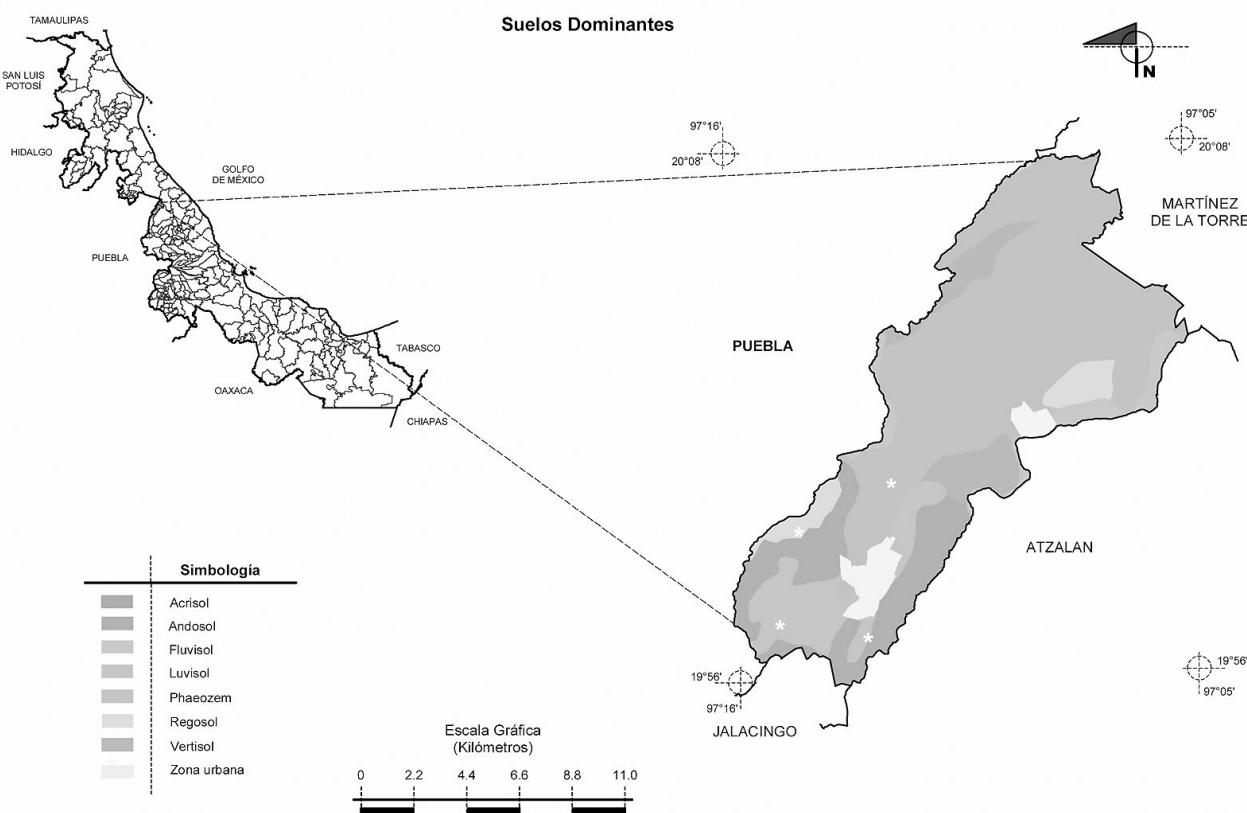 Suelos Dominantes
TAMAULIPAS
SAN LUIS
POTOSÍ
HIDALGO
GOLFO
DE MÉXICO
PUEBLA
OAXACA
TABASCO
CHIAPAS
N
97°16'
20°08'
97°05'
20°08'
MARTÍNEZ
DE LA TORRE
PUEBLA
ATZALAN
19°56'
97°16'
19°56'
97°05'
JALACINGO
Simbología
Acrisol
Andosol
Fluvisol
Luvisol
Phaeozem
Regosol
Vertisol
Zona urbana
Escala Gráfica
(Kilómetros)
0 2.2 4.4 6.6 8.8 11.0